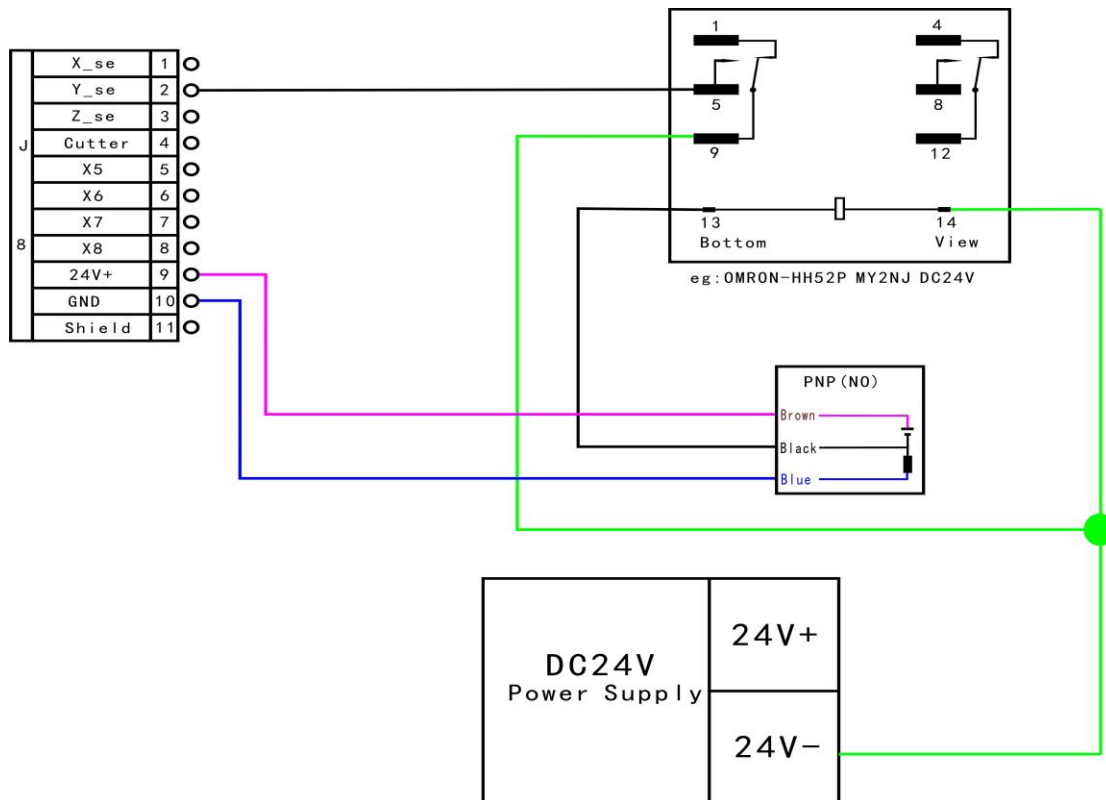 J
8
X_se 1
Y_se 2
Z_se 3
Cutter 4
X5 5
X6 6
X7 7
X8 8
24V+ 9
GND 10
Shield 11
1 4
5 8
9 12
13 14
Bottom View
eg:OMRON-HH52P MY2NJ DC24V
PNP(NO)
Brown
Black
Blue
DC24V
Power Supply
24V+
24V-